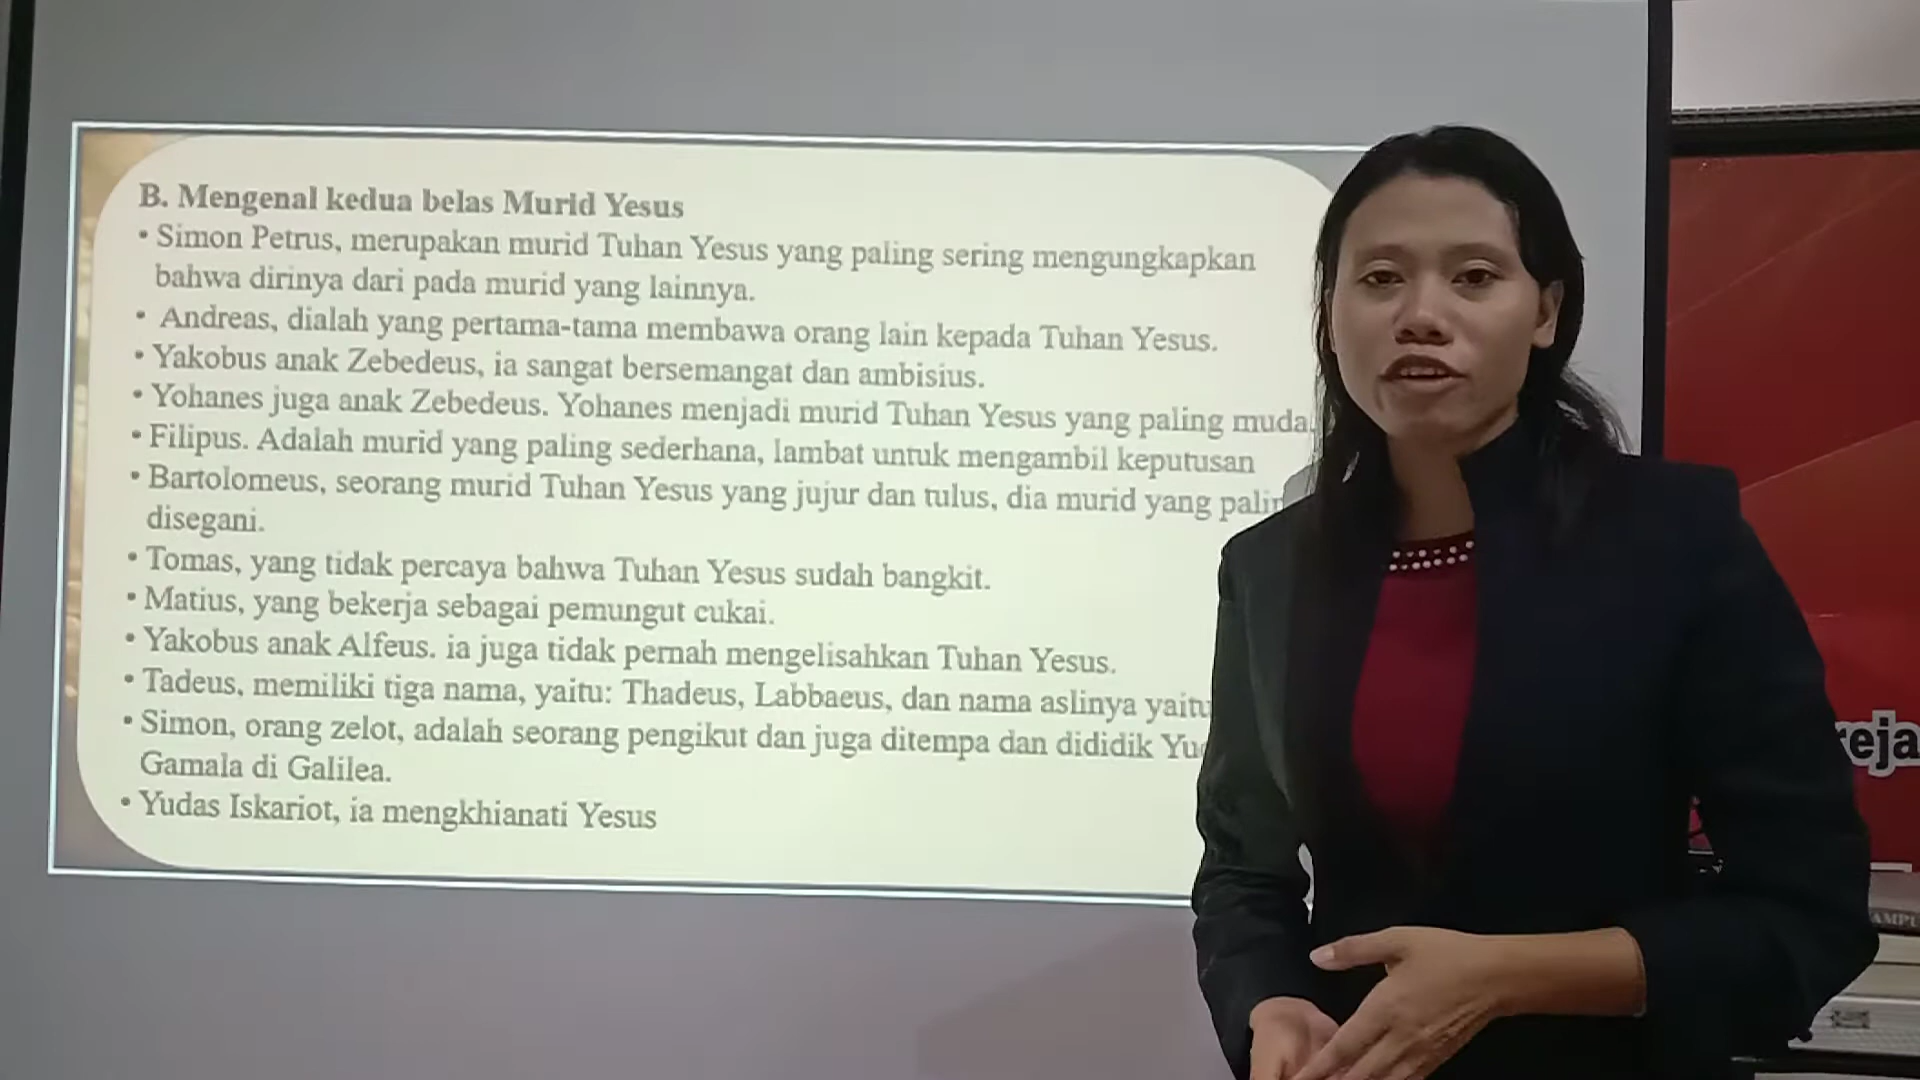 B. Mengenal kedua belas Murid Yesus
• Simon Petrus, merupakan murid Tuhan Yesus yang paling sering mengungkapkan
bahwa dirinya dari pada murid yang lainnya.
• Andreas, dialah yang pertama-tama membawa orang lain kepada Tuhan Yesus.
• Yakobus anak Zebedeus, ia sangat bersemangat dan ambisius.
• Yohanes juga anak Zebedeus. Yohanes menjadi murid Tuhan Yesus yang paling muda.
• Filipus. Adalah murid yang paling sederhana, lambat untuk mengambil keputusan
• Bartolomeus, seorang murid Tuhan Yesus yang jujur dan tulus, dia murid yang
disegani.
• Tomas, yang tidak percaya bahwa Tuhan Yesus sudah bangkit.
• Matius, yang bekerja sebagai pemungut cukai.
• Yakobus anak Alfeus. ia juga tidak pernah mengelisahkan Tuhan Yesus.
• Tadeus, memiliki tiga nama, yaitu: Thadeus, Labbaeus, dan nama aslinya yaitu
• Simon, orang zelot, adalah seorang pengikut dan juga ditempa dan dididik
Gamala di Galilea.
• Yudas Iskariot, ia mengkhianati Yesus
eja